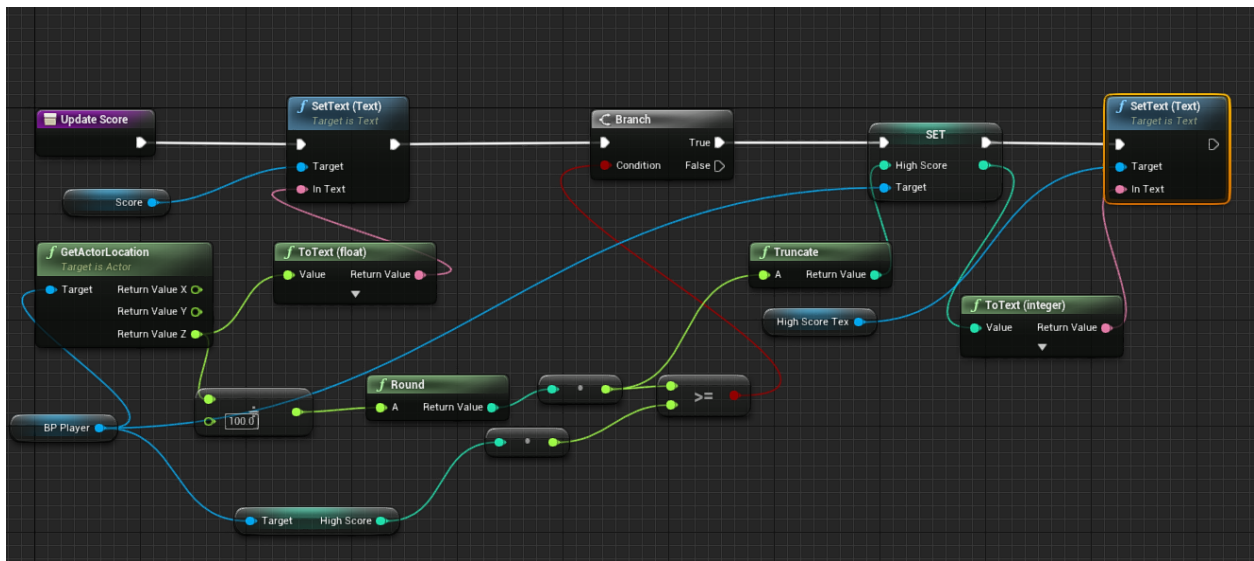 Update Score
Score
f SetText (Text)
Target is Text
Target
In Text
Branch
True
Condition
False
SET
High Score
Target
f SetText (Text)
Target is Text
Target
In Text
f GetActorLocation
Target is Actor
Target
Return Value X
Return Value Y
Return Value Z
f ToText (float)
Value
Return Value
f Truncate
A
Return Value
High Score Tex
f ToText (integer)
Value
Return Value
BP Player
÷
100.0
f Round
A
Return Value
>=
Target
High Score